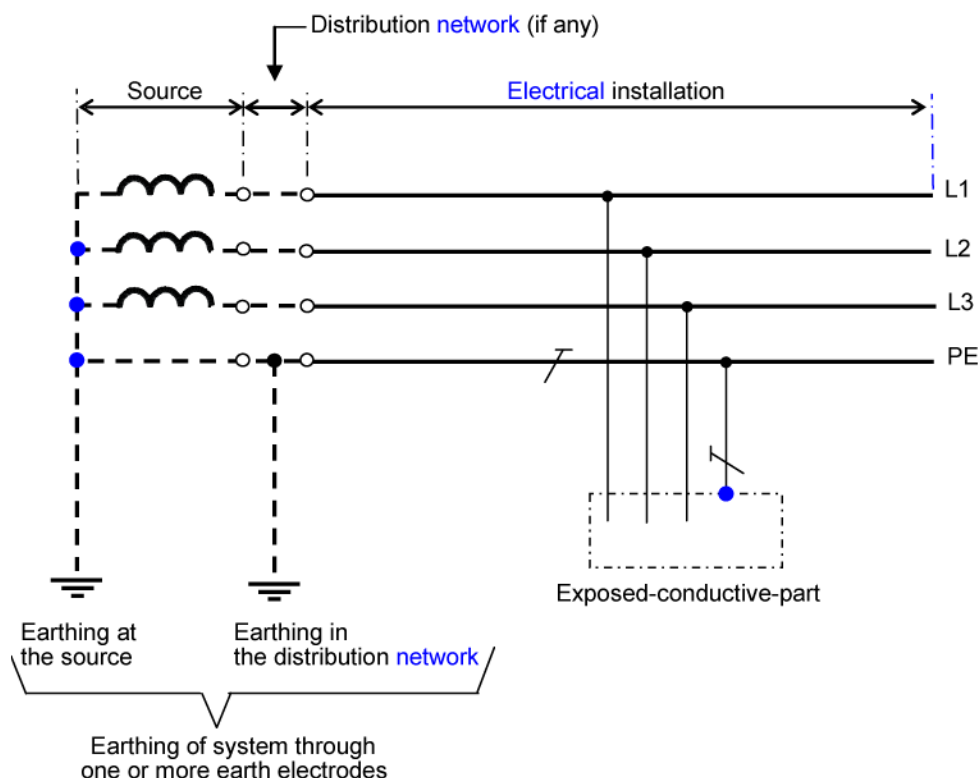 Distribution network (if any)
Source
Electrical installation
L1
L2
L3
PE
Exposed-conductive-part
Earthing at
the source
Earthing in
the distribution network
Earthing of system through
one or more earth electrodes